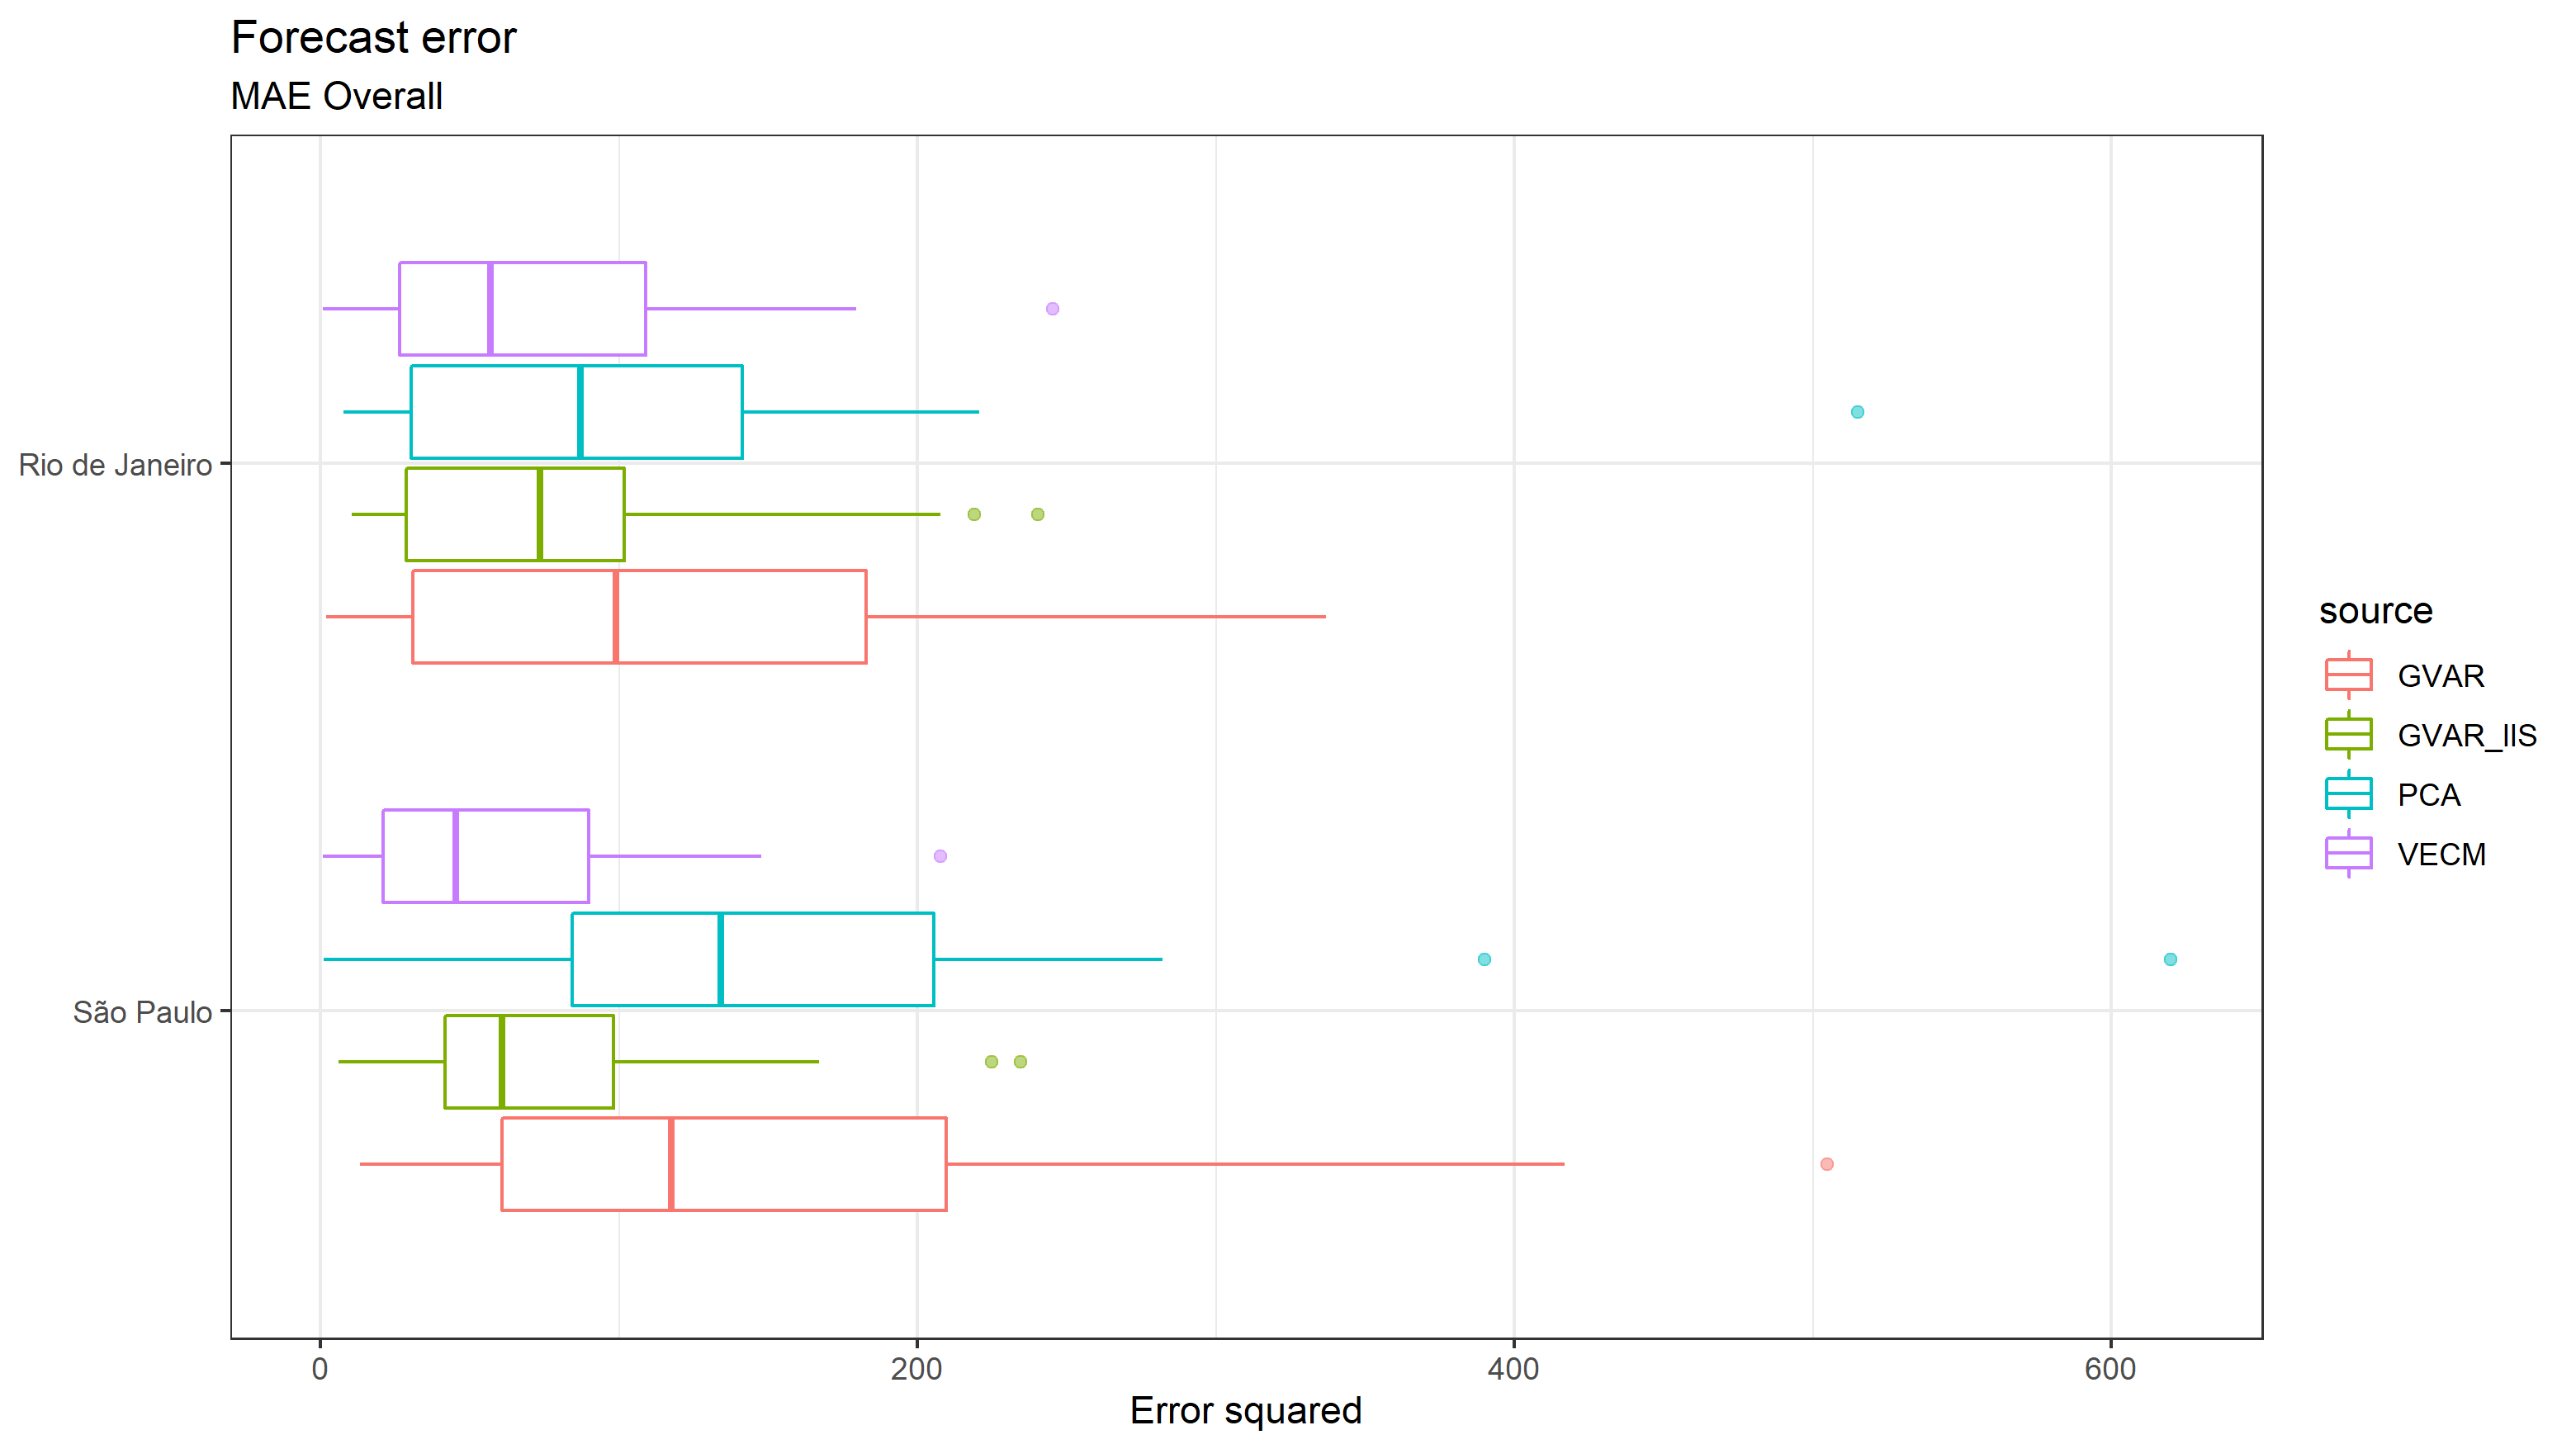 Forecast error
MAE Overall
Rio de Janeiro
São Paulo
0
200
400
600
Error squared
source
GVAR
GVAR_IIS
PCA
VECM